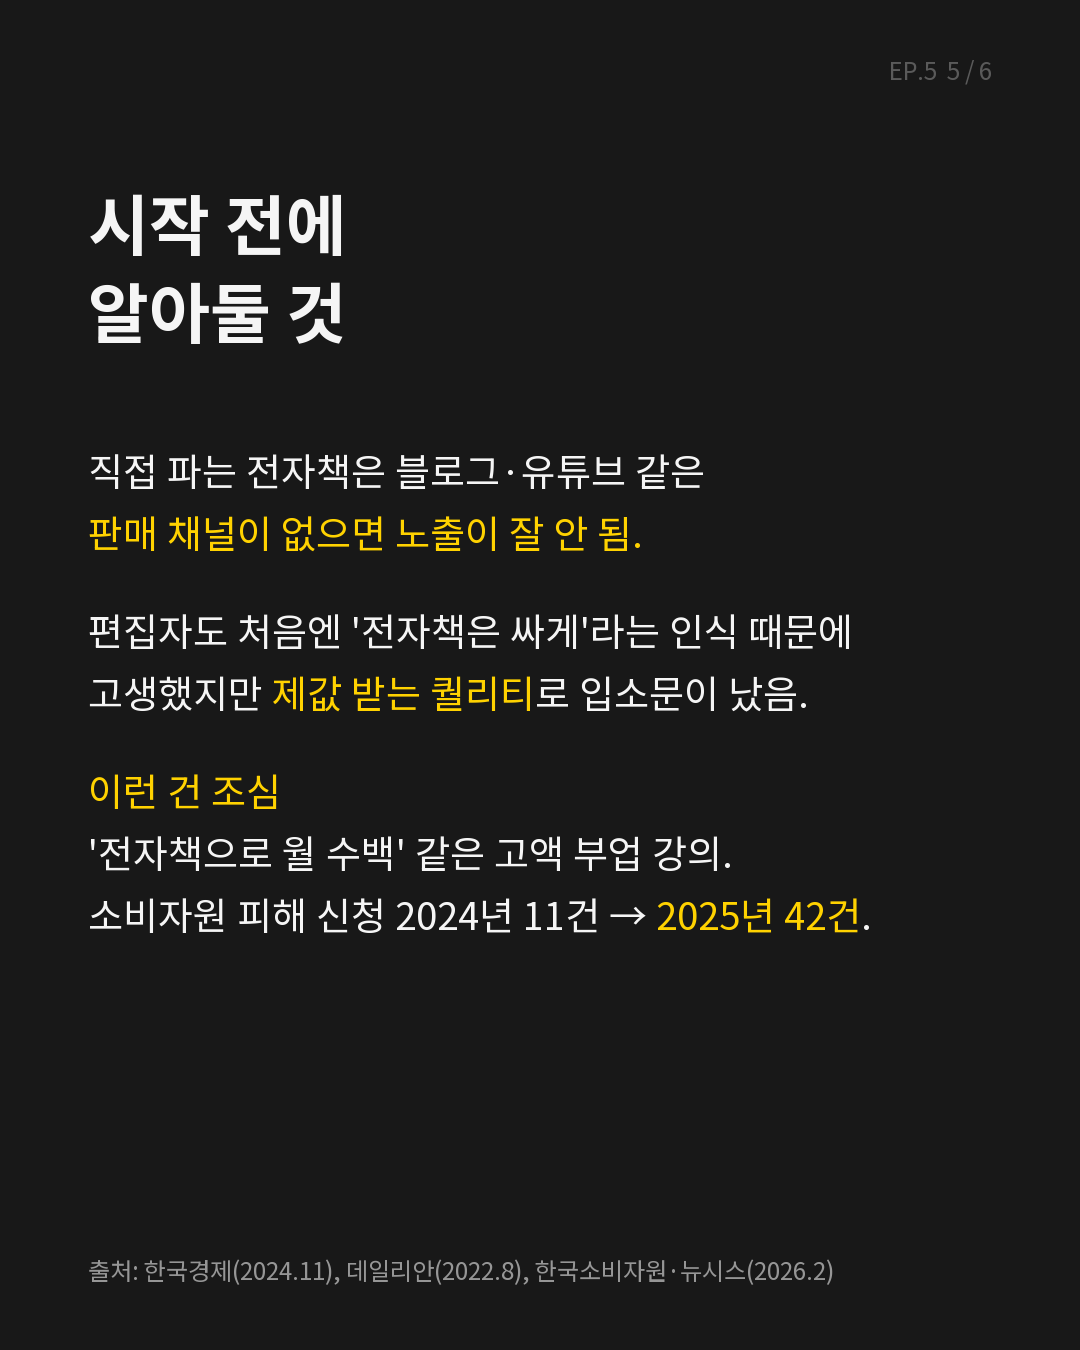 EP.5 5 / 6
시작 전에
알아둘 것
직접 파는 전자책은 블로그·유튜브 같은
판매 채널이 없으면 노출이 잘 안 됨.
편집자도 처음엔 '전자책은 싸게'라는 인식 때문에
고생했지만 제값 받는 퀄리티로 입소문이 났음.
이런 건 조심
'전자책으로 월 수백' 같은 고액 부업 강의.
소비자원 피해 신청 2024년 11건 → 2025년 42건.
출처: 한국경제(2024.11), 데일리안(2022.8), 한국소비자원·뉴시스(2026.2)